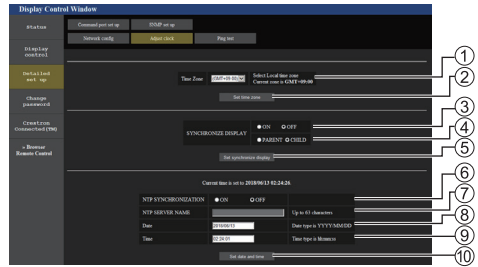 Display Control Window
Status
Command port set up
SNMP set up
Network config
Adjust clock
Ping test
Display control
Detailed set up
Change password
Crestron Connected(TM)
» Browser Remote Control
Time Zone
(GMT+09:00)
Select Local time zone
Current zone is GMT+09:00
Set time zone
SYNCHRONIZE DISPLAY
ON OFF
PARENT CHILD
Set synchronize display
Current time is set to 2018/06/13 02:24:26.
NTP SYNCHRONIZATION
ON OFF
NTP SERVER NAME
Up to 63 characters
Date
2018/06/13
Date type is YYYY/MM/DD
Time
02:24:01
Time type is hh:mm:ss
Set date and time
1
2
3
4
5
6
7
8
9
10